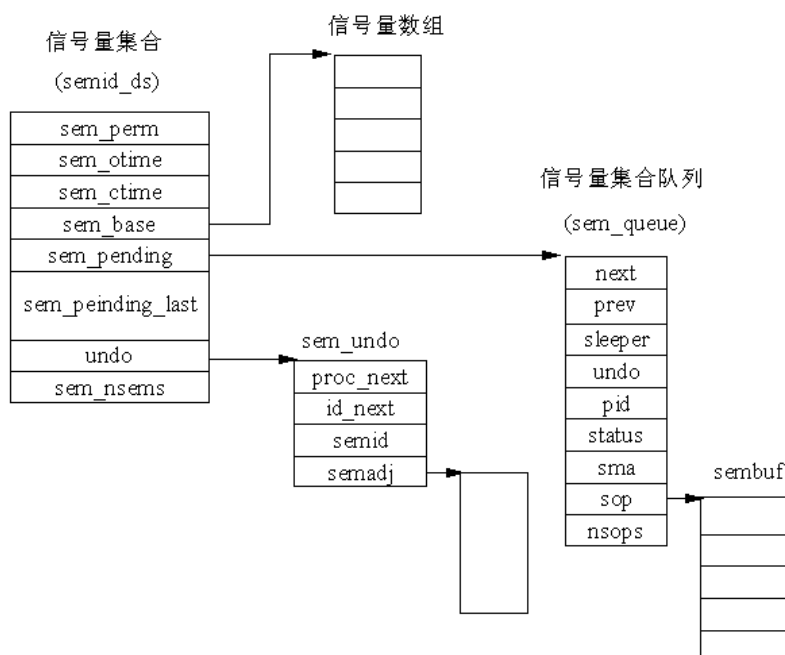 信号量集合
(semid_ds)
sem_perm
sem_otime
sem_ctime
sem_base
sem_pending
sem_peinding_last
undo
sem_nsems
信号量数组
sem_undo
proc_next
id_next
semid
semadj
信号量集合队列
(sem_queue)
next
prev
sleeper
undo
pid
status
sma
sop
nsops
sembuf